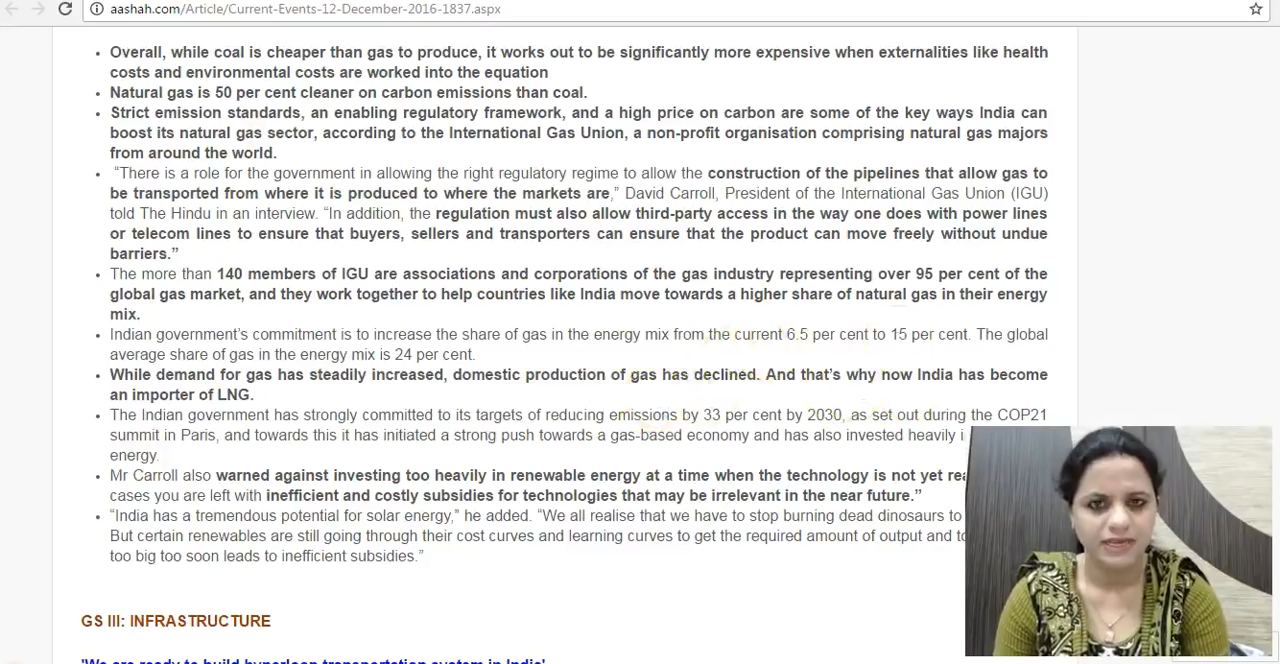 aashah.com/Article/Current-Events-12-December-2016-1837.aspx
Overall, while coal is cheaper than gas to produce, it works out to be significantly more expensive when externalities like health
costs and environmental costs are worked into the equation
Natural gas is 50 per cent cleaner on carbon emissions than coal.
Strict emission standards, an enabling regulatory framework, and a high price on carbon are some of the key ways India can
boost its natural gas sector, according to the International Gas Union, a non-profit organisation comprising natural gas majors
from around the world.
“There is a role for the government in allowing the right regulatory regime to allow the construction of the pipelines that allow gas to
be transported from where it is produced to where the markets are,” David Carroll, President of the International Gas Union (IGU)
told The Hindu in an interview. “In addition, the regulation must also allow third-party access in the way one does with power lines
or telecom lines to ensure that buyers, sellers and transporters can ensure that the product can move freely without undue
barriers.”
The more than 140 members of IGU are associations and corporations of the gas industry representing over 95 per cent of the
global gas market, and they work together to help countries like India move towards a higher share of natural gas in their energy
mix.
Indian government’s commitment is to increase the share of gas in the energy mix from the current 6.5 per cent to 15 per cent. The global
average share of gas in the energy mix is 24 per cent.
While demand for gas has steadily increased, domestic production of gas has declined. And that’s why now India has become
an importer of LNG.
The Indian government has strongly committed to its targets of reducing emissions by 33 per cent by 2030, as set out during the COP21
summit in Paris, and towards this it has initiated a strong push towards a gas-based economy and has also invested heavily
energy.
Mr Carroll also warned against investing too heavily in renewable energy at a time when the technology is not yet
cases you are left with inefficient and costly subsidies for technologies that may be irrelevant in the near future.”
“India has a tremendous potential for solar energy,” he added. “We all realise that we have to stop burning dead dinosaurs to
But certain renewables are still going through their cost curves and learning curves to get the required amount of output and
too big too soon leads to inefficient subsidies.”
GS III: INFRASTRUCTURE
'We are ready to build hyperloop transportation system in India'